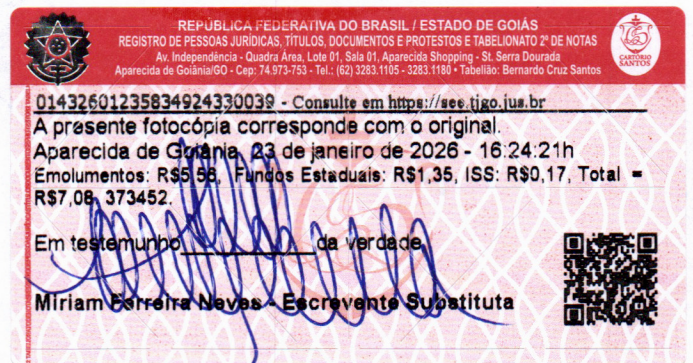 REPÚBLICA FEDERATIVA DO BRASIL / ESTADO DE GOIÁS
REGISTRO DE PESSOAS JURÍDICAS, TÍTULOS, DOCUMENTOS E PROTESTOS E TABELIONATO 2º DE NOTAS
Av. Independência - Quadra Área, Lote 01, Sala 01, Aparecida Shopping - St. Serra Dourada
Aparecida de Goiânia/GO - Cep: 74.973-753 - Tel.: (62) 3283.1105 - 3283.1180 • Tabelião: Bernardo Cruz Santos
CARTÓRIO
SANTOS
01432601235834924330039 - Consulte em https://see.tjgo.jus.br
A presente fotocópia corresponde com o original.
Aparecida de Goiânia, 23 de janeiro de 2026 - 16:24:21h
Emolumentos: R$5,56, Fundos Estaduais: R$1,35, ISS: R$0,17, Total =
R$7,08, 373452.
Em testemunho__________da verdade
Miriam Ferreira Neves - Escrevente Substituta